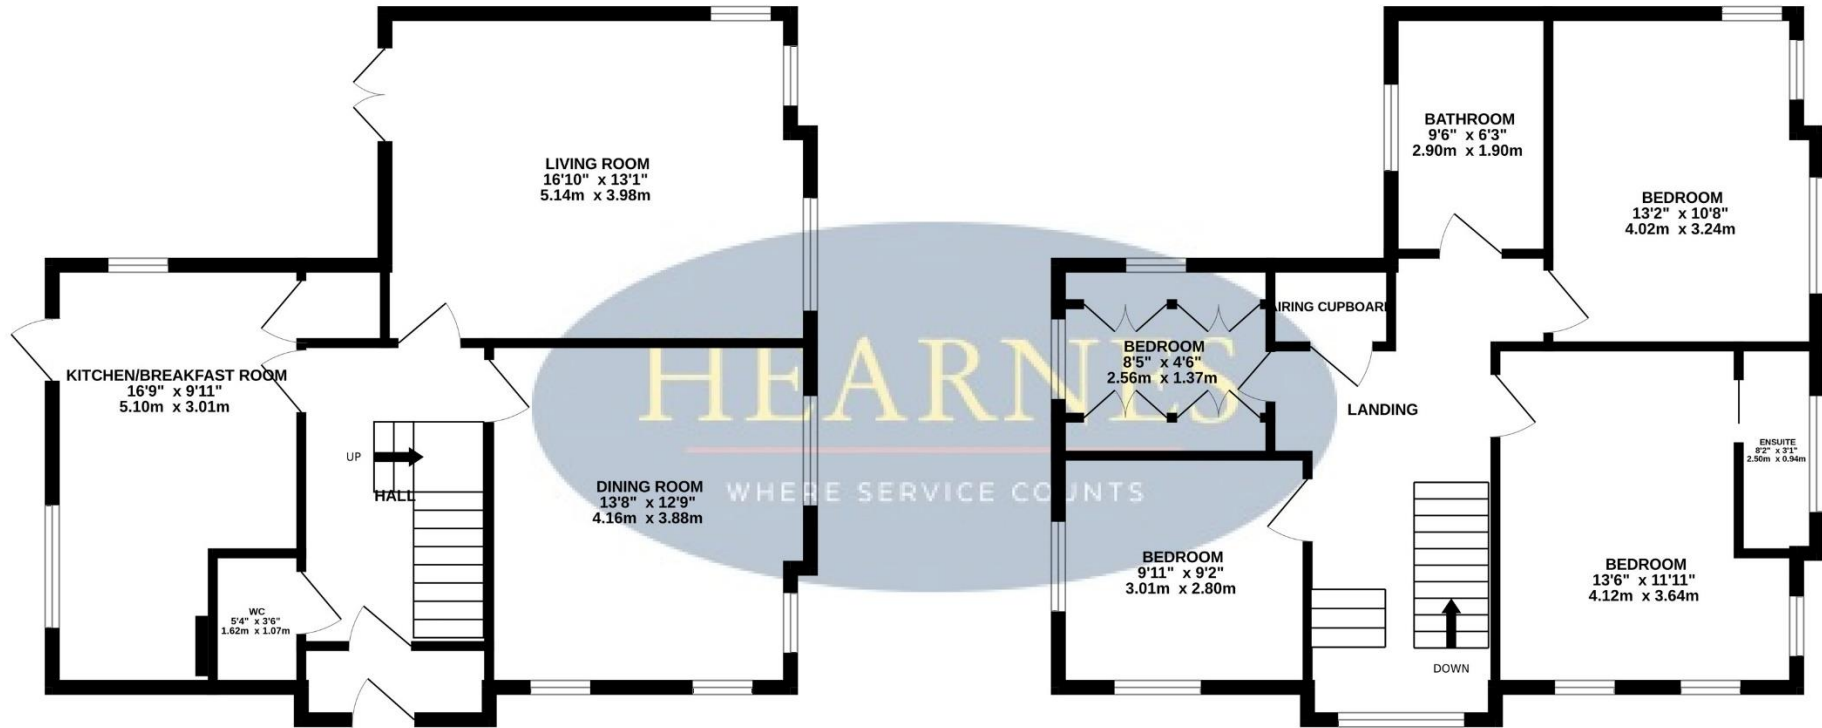 LIVING ROOM
16'10" x 13'1"
5.14m x 3.98m
KITCHEN/BREAKFAST ROOM
16'9" x 9'11"
5.10m x 3.01m
UP
HALL
DINING ROOM
13'8" x 12'9"
4.16m x 3.88m
WC
5'4" x 3'6"
1.62m x 1.07m
HEARNES
WHERE SERVICE COUNTS
BATHROOM
9'6" x 6'3"
2.90m x 1.90m
BEDROOM
13'2" x 10'8"
4.02m x 3.24m
AIRING CUPBOARD
BEDROOM
8'5" x 4'6"
2.56m x 1.37m
LANDING
ENSUITE
8'2" x 3'1"
2.50m x 0.94m
BEDROOM
9'11" x 9'2"
3.01m x 2.80m
BEDROOM
13'6" x 11'11"
4.12m x 3.64m
DOWN